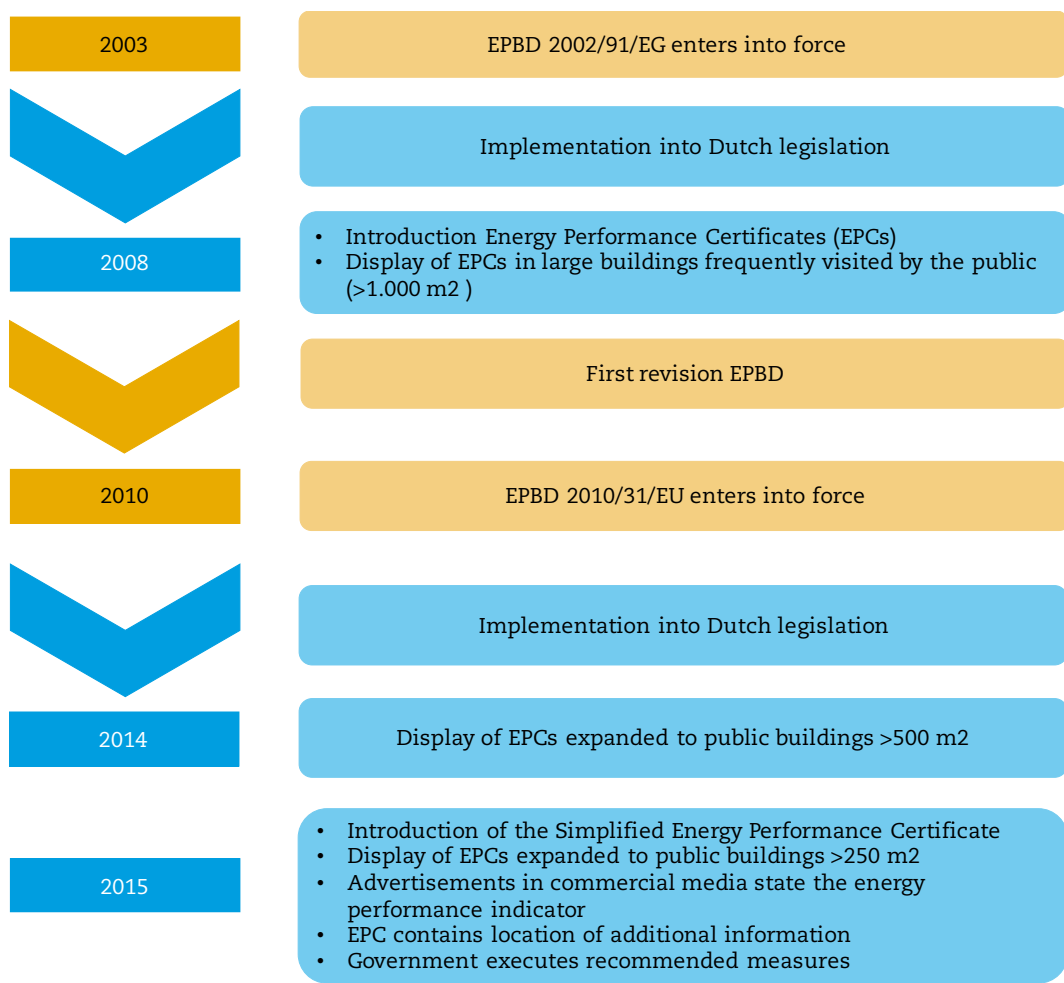 2003
EPBD 2002/91/EG enters into force
Implementation into Dutch legislation
2008
• Introduction Energy Performance Certificates (EPCs)
• Display of EPCs in large buildings frequently visited by the public
(>1.000 m2 )
First revision EPBD
2010
EPBD 2010/31/EU enters into force
Implementation into Dutch legislation
2014
Display of EPCs expanded to public buildings >500 m2
2015
• Introduction of the Simplified Energy Performance Certificate
• Display of EPCs expanded to public buildings >250 m2
• Advertisements in commercial media state the energy
performance indicator
• EPC contains location of additional information
• Government executes recommended measures